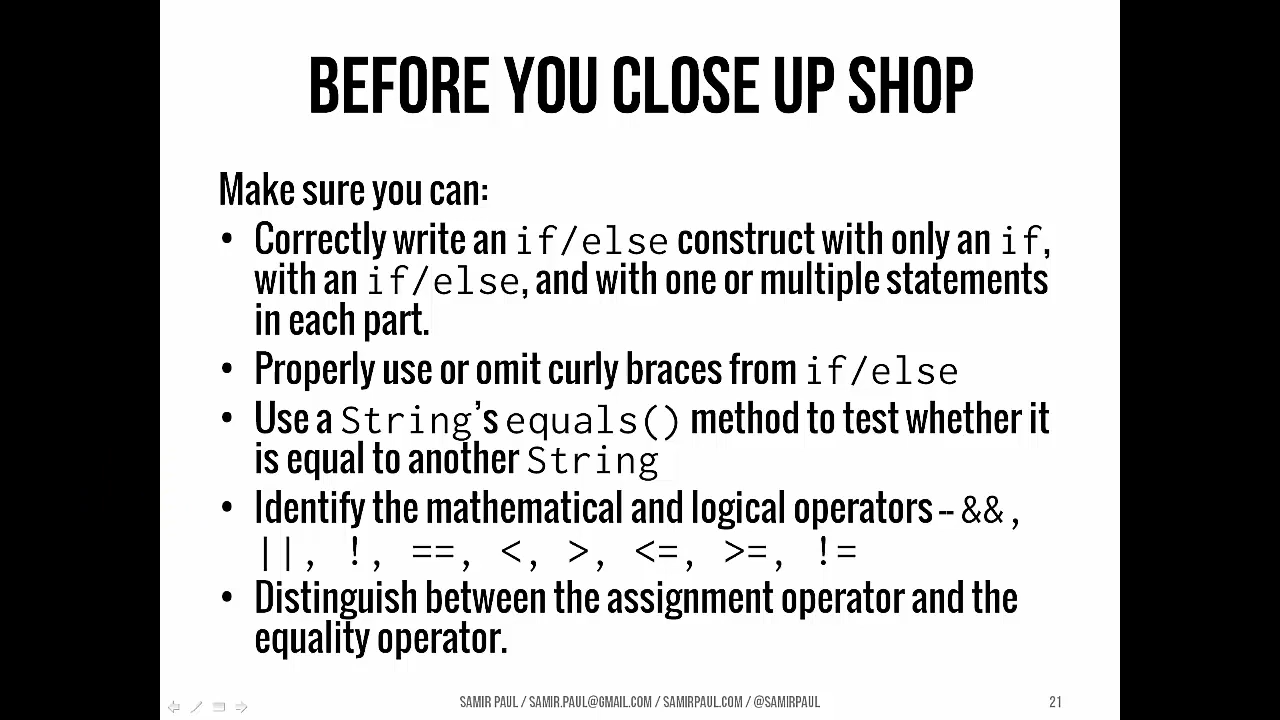 BEFORE YOU CLOSE UP SHOP
Make sure you can:
• Correctly write an if/else construct with only an if,
with an if/else, and with one or multiple statements
in each part.
• Properly use or omit curly braces from if/else
• Use a String's equals() method to test whether it
is equal to another String
• Identify the mathematical and logical operators – &&,
||, !, ==, <, >, <=, >=, !=
• Distinguish between the assignment operator and the
equality operator.
SAMIR PAUL / SAMIR.PAUL@GMAIL.COM / SAMIRPAUL.COM / @SAMIRPAUL
21